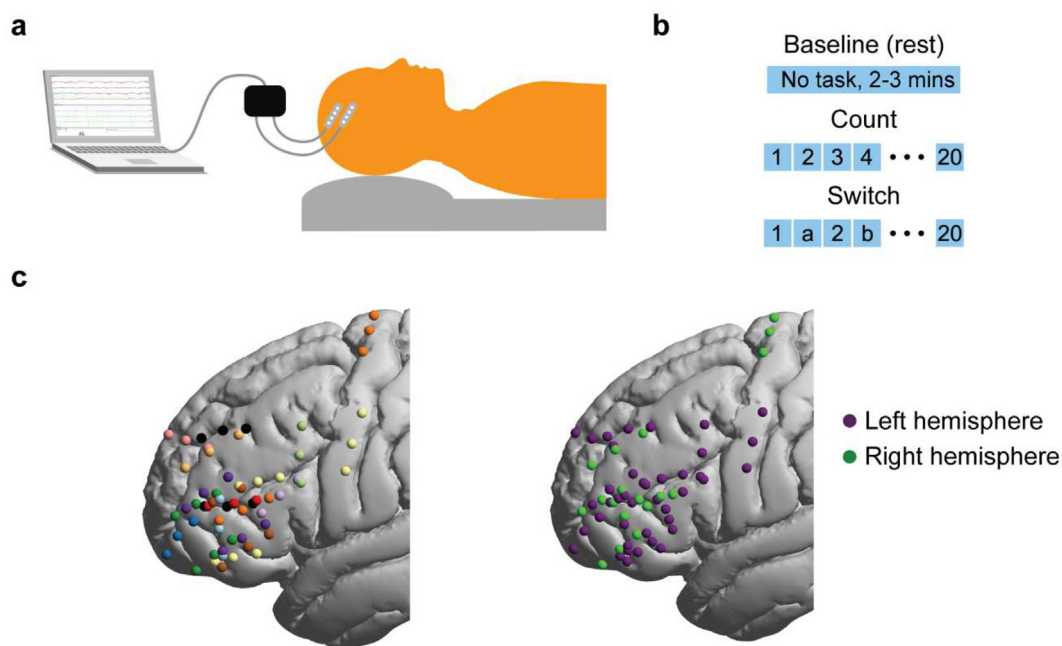 a
b
Baseline (rest)
No task, 2-3 mins
Count
1 2 3 4 • • • 20
Switch
1 a 2 b • • • 20
c
Left hemisphere
Right hemisphere